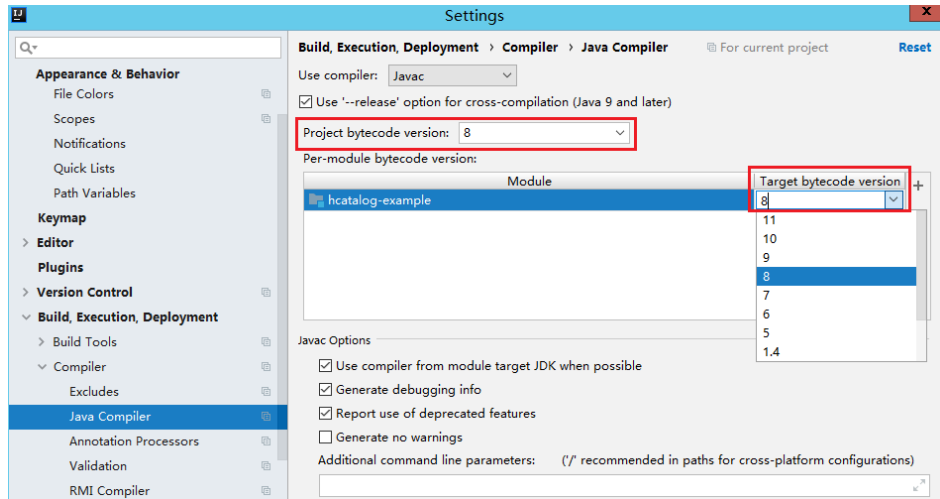 Settings
Appearance & Behavior
File Colors
Scopes
Notifications
Quick Lists
Path Variables
Keymap
Editor
Plugins
Version Control
Build, Execution, Deployment
Build Tools
Compiler
Excludes
Java Compiler
Annotation Processors
Validation
RMI Compiler
Build, Execution, Deployment › Compiler › Java Compiler For current project Reset
Use compiler: Javac
Use '--release' option for cross-compilation (Java 9 and later)
Project bytecode version: 8
Per-module bytecode version:
Module Target bytecode version
hcatalog-example 8
11
10
9
8
7
6
5
1.4
Java Options
Use compiler from module target JDK when possible
Generate debugging info
Report use of deprecated features
Generate no warnings
Additional command line parameters: ('/' recommended in paths for cross-platform configurations)